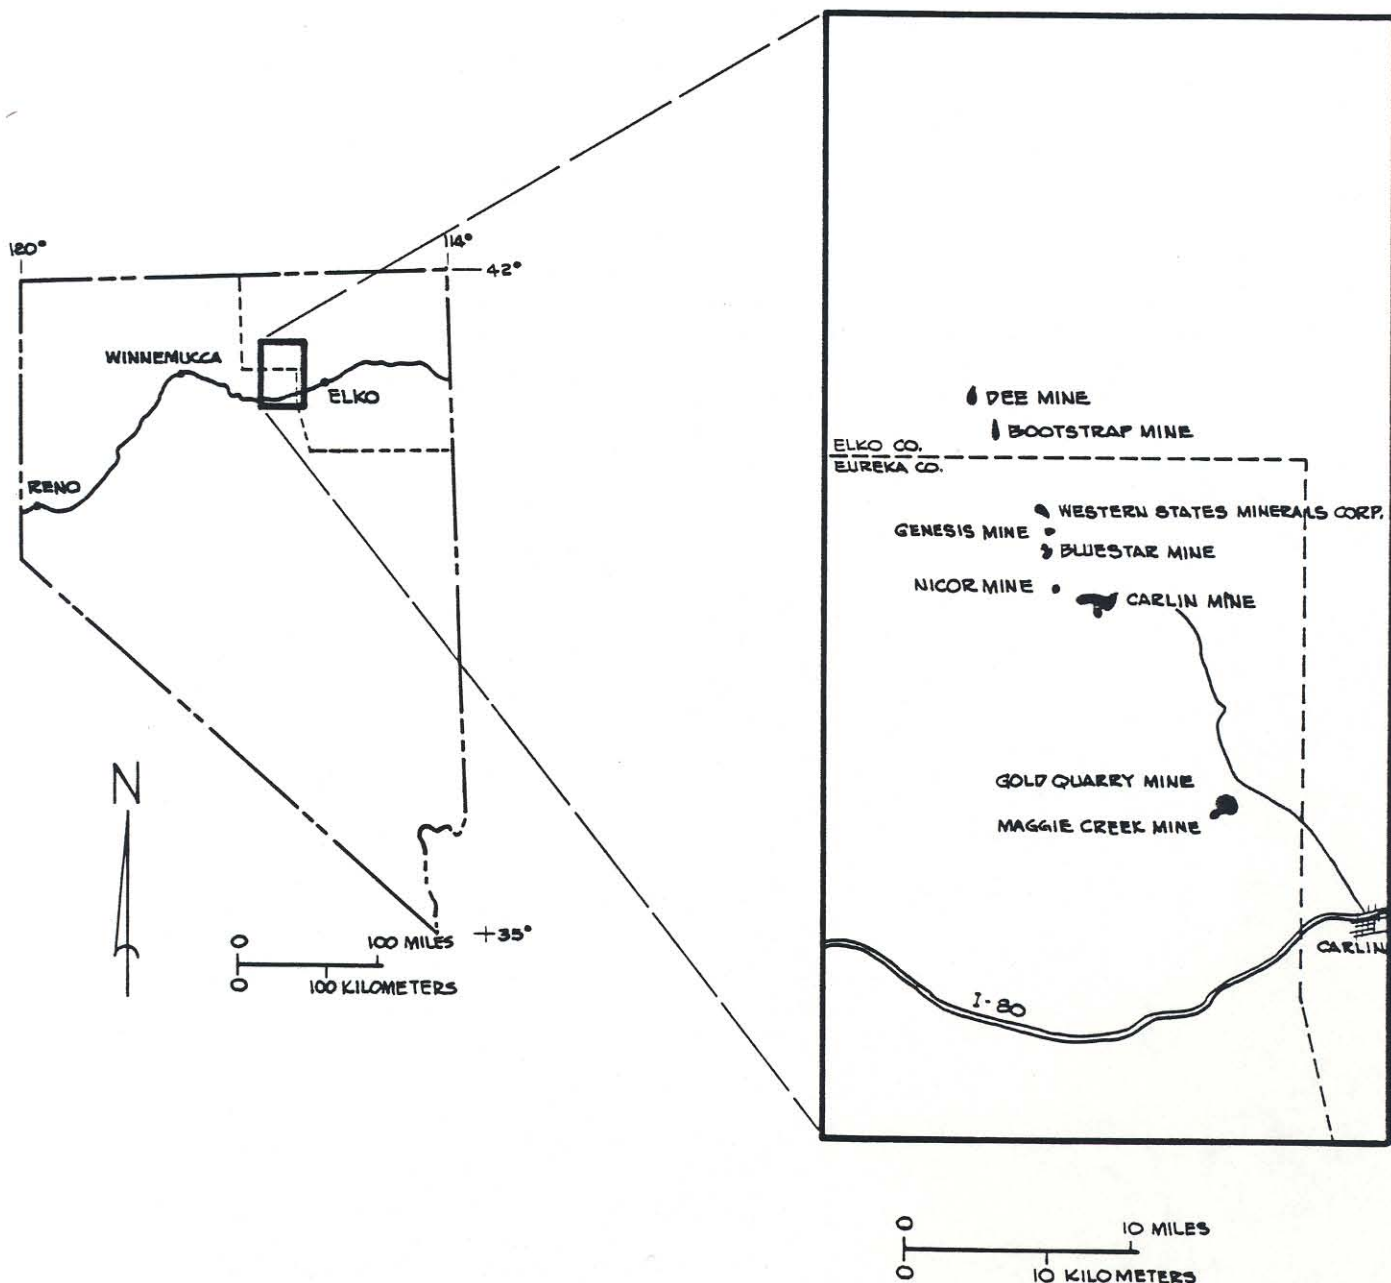 120°
114°
42°
WINNEMUCCA
ELKO
RENO
N
0
100 MILES
0
100 KILOMETERS
35°
DEE MINE
BOOTSTRAP MINE
ELKO CO.
EUREKA CO.
WESTERN STATES MINERALS CORP.
GENESIS MINE
BLUESTAR MINE
NICOR MINE
CARLIN MINE
GOLD QUARRY MINE
MAGGIE CREEK MINE
CARLIN
I-80
0
10 MILES
0
10 KILOMETERS